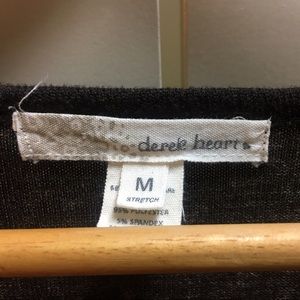 derek heart
M
STRETCH
95% POLYESTER
5% SPANDEX